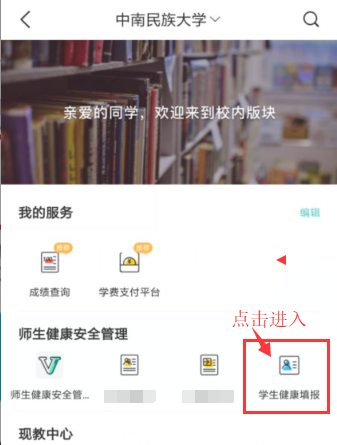 中南民族大学
亲爱的同学，欢迎来到校内版块
我的服务 编辑
推荐 推荐
成绩查询 学费支付平台
点击进入
师生健康安全管理
师生健康安全管... 学生健康填报
现教中心